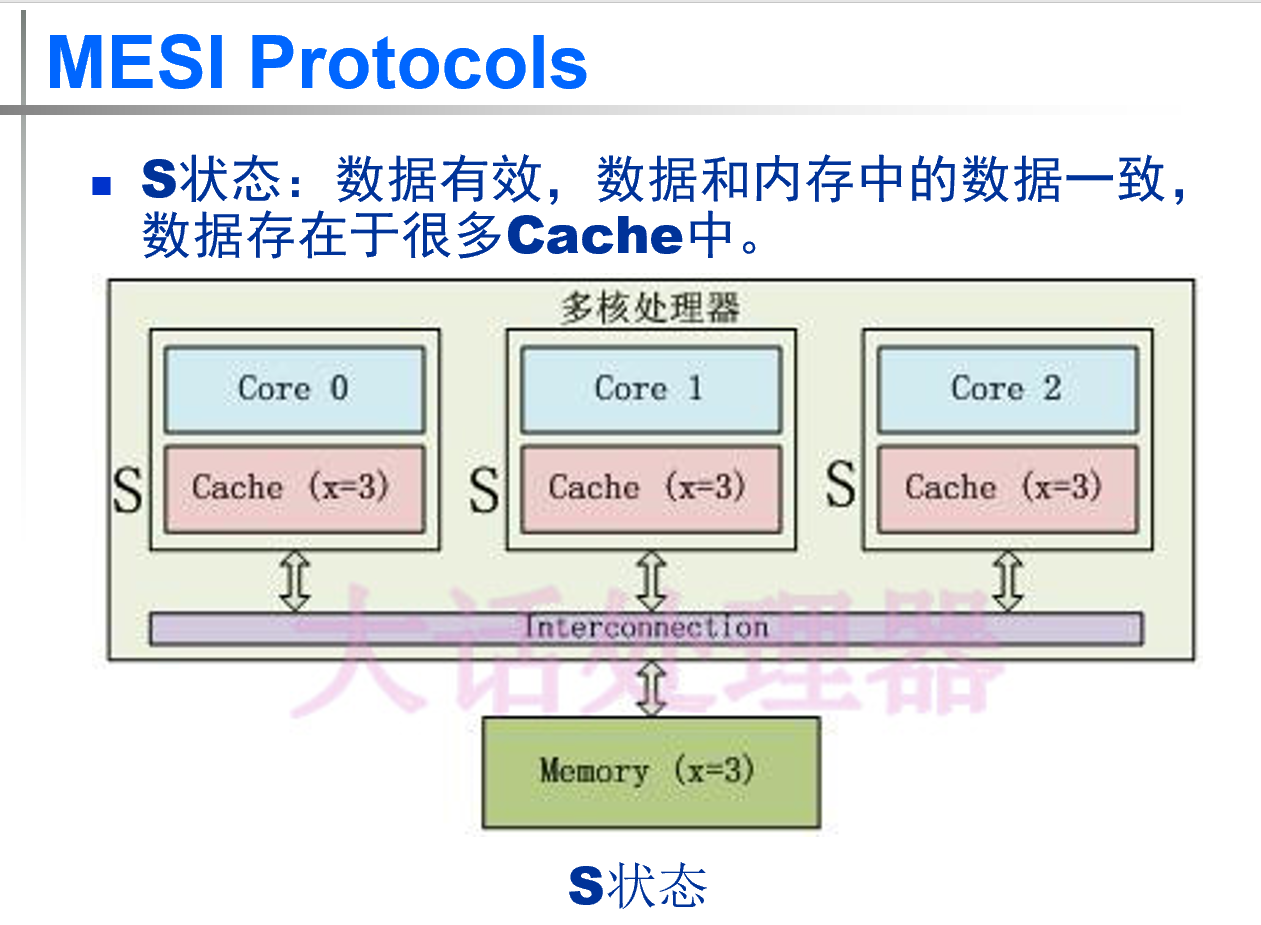 MESI Protocols
S状态：数据有效，数据和内存中的数据一致，
数据存在于很多Cache中。
多核处理器
Core 0
Core 1
Core 2
S
Cache (x=3)
S
Cache (x=3)
S
Cache (x=3)
Interconnection
大话处理器
Memory (x=3)
S状态